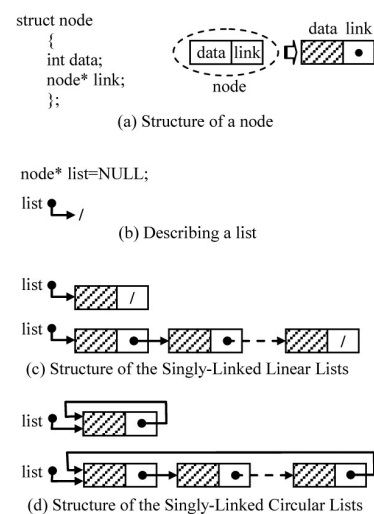 struct node
{
int data;
node* link;
};
data link
node
data link
(a) Structure of a node
node* list=NULL;
list /
(b) Describing a list
list /
list /
(c) Structure of the Singly-Linked Linear Lists
list
list
(d) Structure of the Singly-Linked Circular Lists